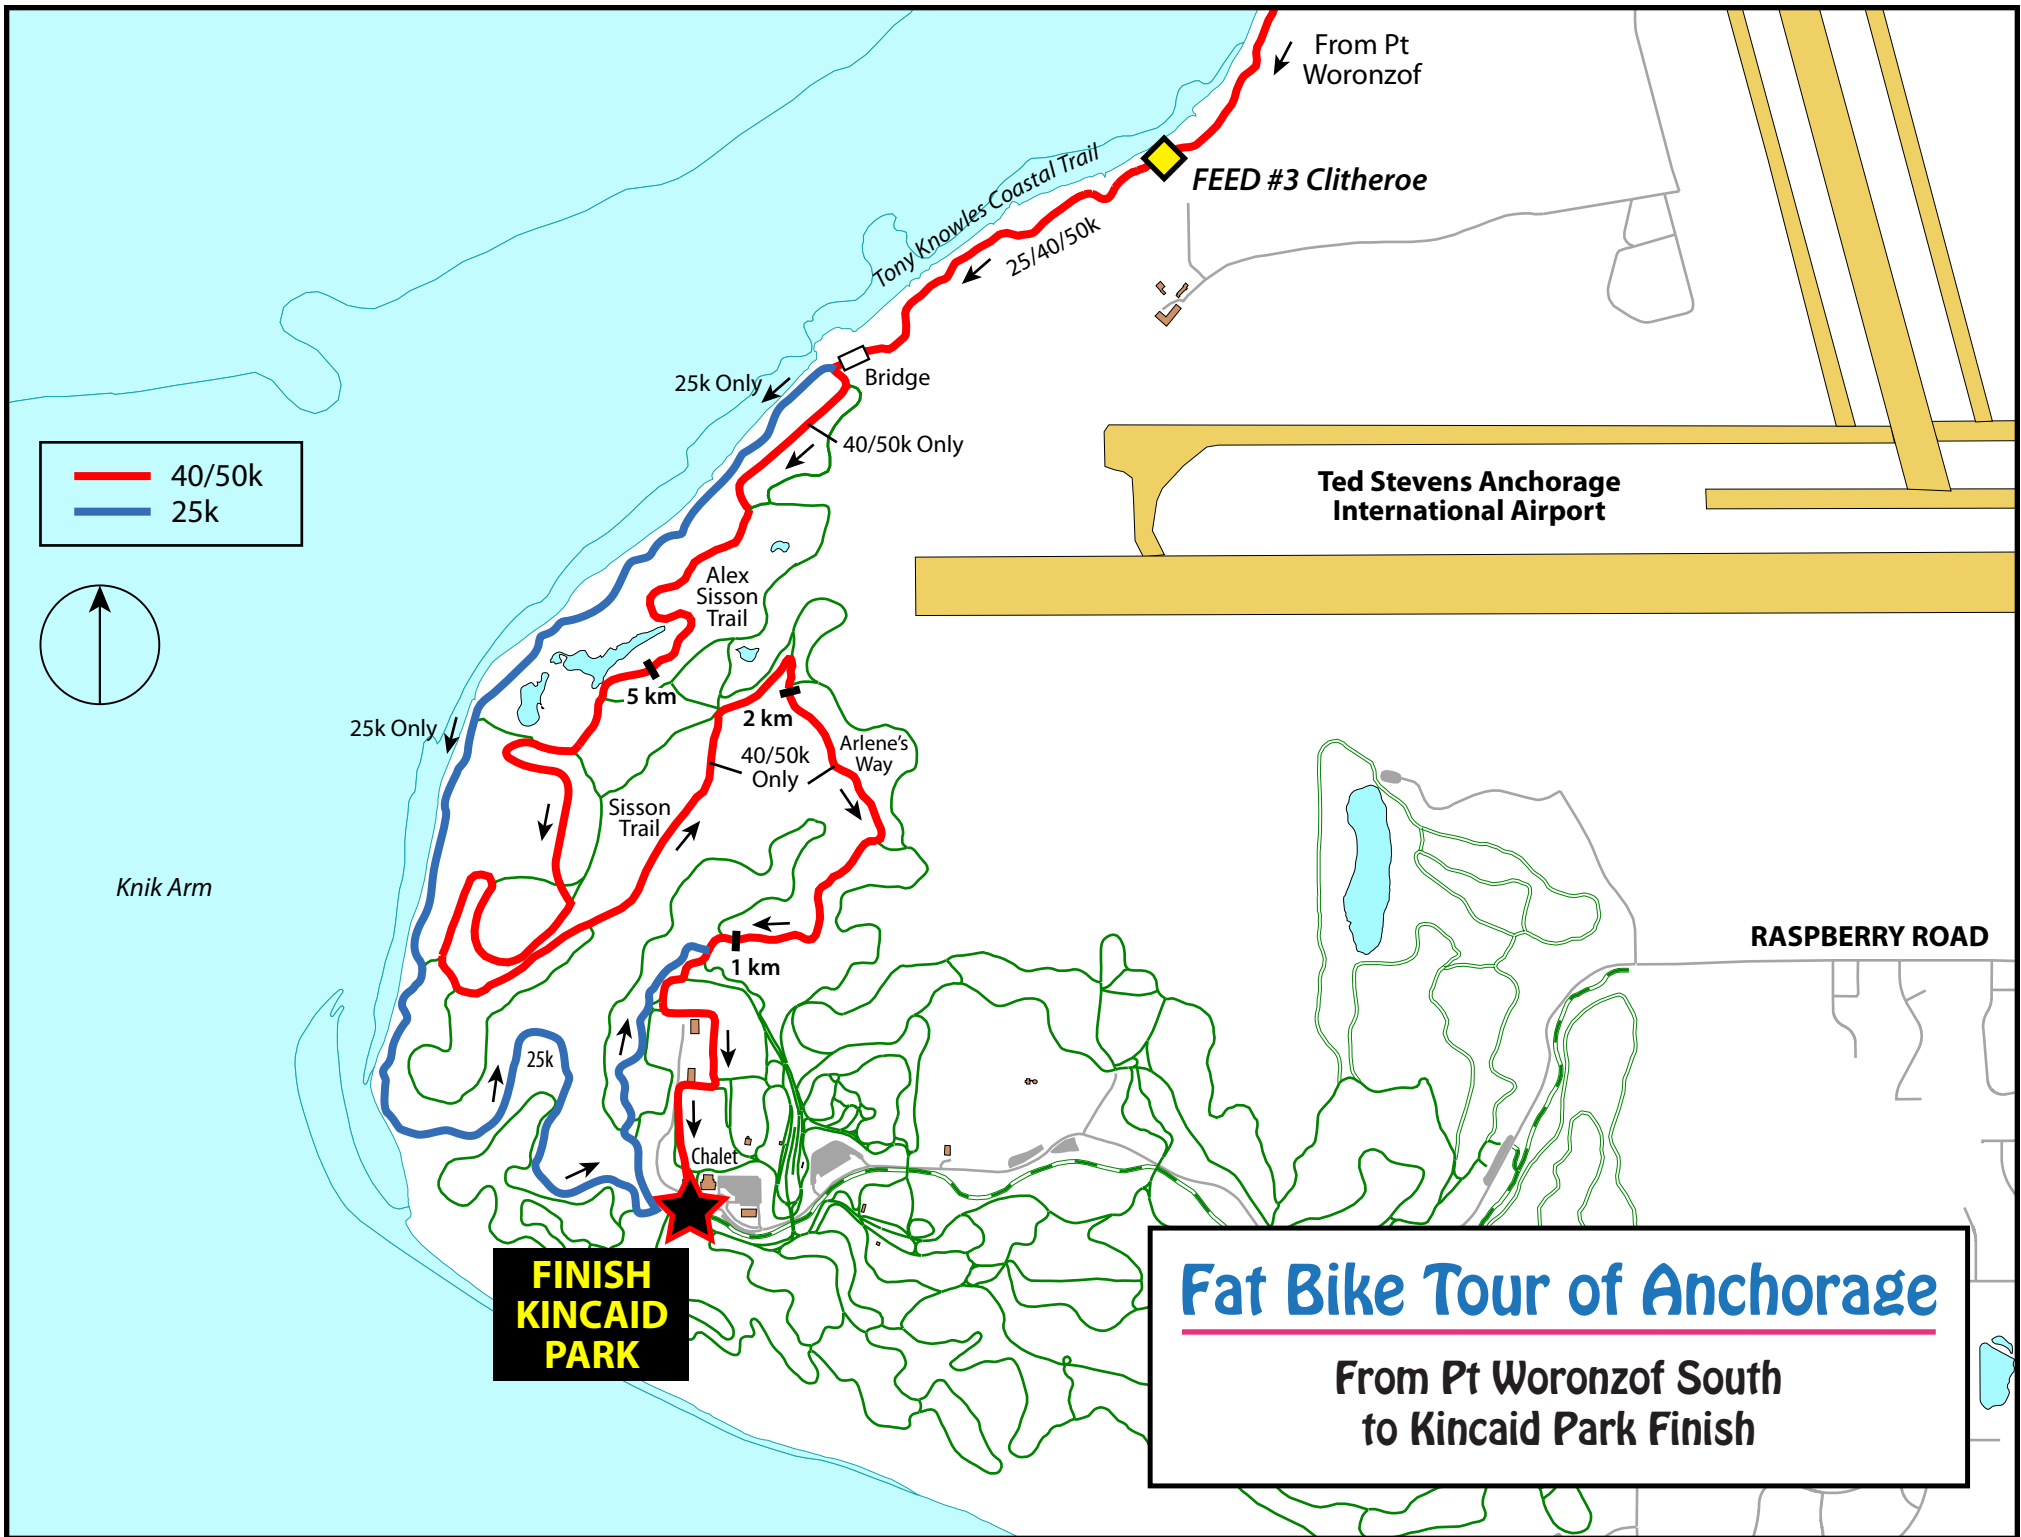 From Pt
Woronzof
FEED #3 Clitheroe
Tony Knowles Coastal Trail
25/40/50k
25k Only
Bridge
40/50k Only
40/50k
25k
Ted Stevens Anchorage
International Airport
Alex
Sisson
Trail
5 km
2 km
25k Only
40/50k
Only
Arlene's
Way
Sisson
Trail
Knik Arm
RASPBERRY ROAD
1 km
25k
Chalet
FINISH
KINCAID
PARK
Fat Bike Tour of Anchorage
From Pt Woronzof South
to Kincaid Park Finish